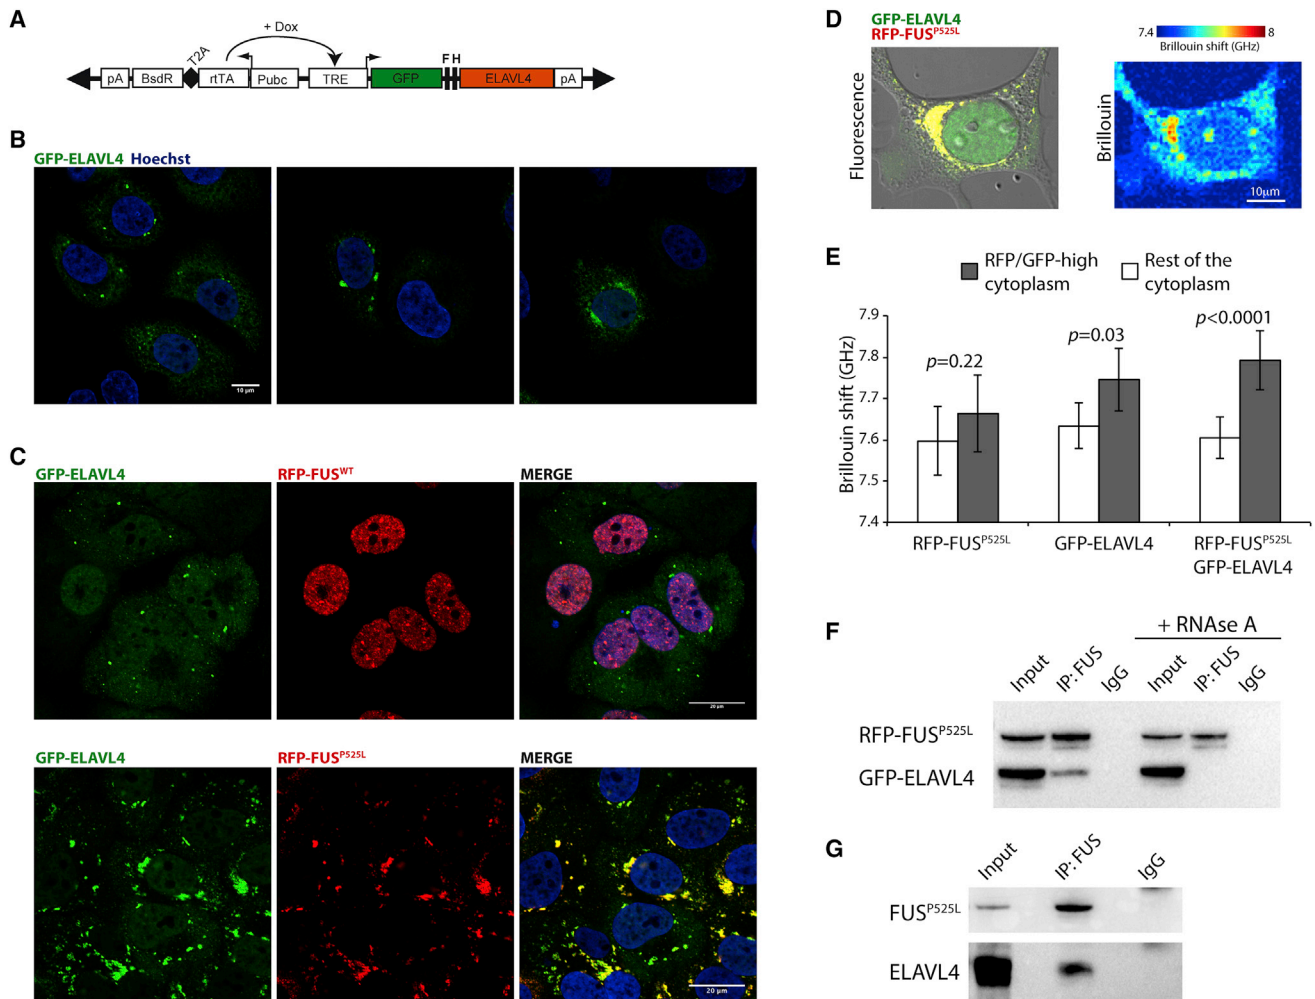 A
+ Dox
T2A
pA
BsdR
rtTA
Pubc
TRE
GFP
F H
ELAVL4
pA
B
GFP-ELAVL4 Hoechst
10 µm
C
GFP-ELAVL4
RFP-FUSWT
MERGE
20 µm
GFP-ELAVL4
RFP-FUSP525L
MERGE
20 µm
D
GFP-ELAVL4
RFP-FUSP525L
Fluorescence
7.4
8
Brillouin shift (GHz)
Brillouin
10µm
E
RFP/GFP-high
cytoplasm
Rest of the
cytoplasm
Brillouin shift (GHz)
7.9
7.8
7.7
7.6
7.5
7.4
p=0.22
p=0.03
p<0.0001
RFP-FUSP525L
GFP-ELAVL4
RFP-FUSP525L
GFP-ELAVL4
F
+ RNAse A
Input
IP: FUS
IgG
Input
IP: FUS
IgG
RFP-FUSP525L
GFP-ELAVL4
G
Input
IP: FUS
IgG
FUSP525L
ELAVL4